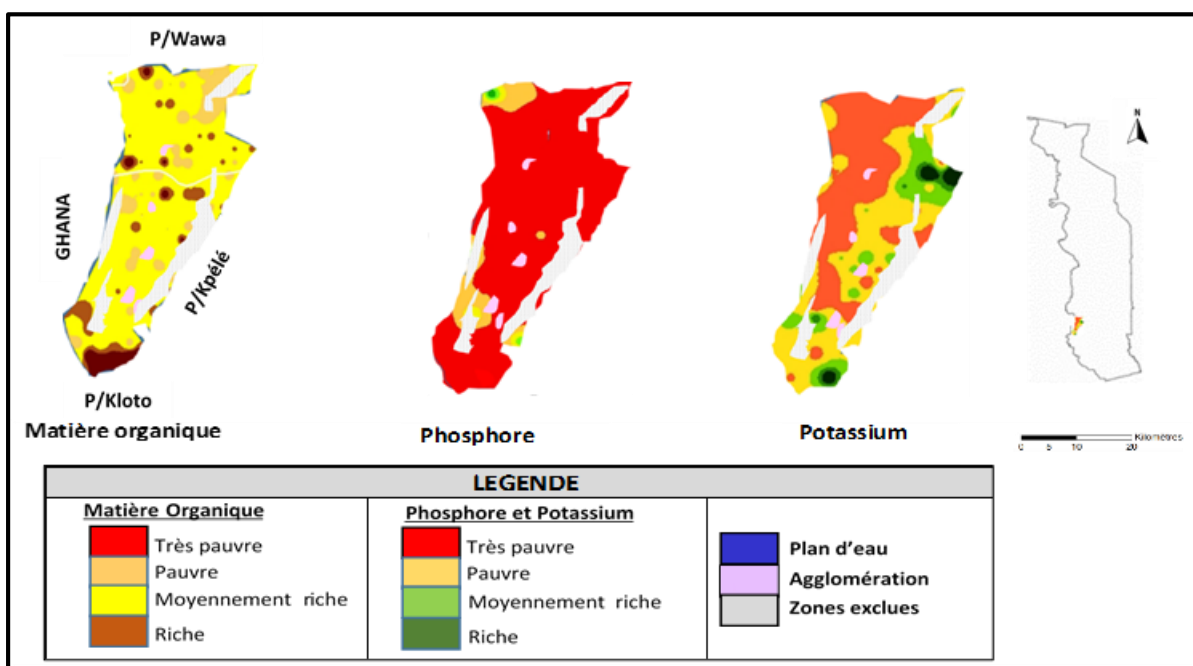 P/Wawa
GHANA
P/Kpélé
P/Kloto
Matière organique
Phosphore
Potassium
N
Kilomètres
0 5 10 20
LEGENDE
Matière Organique
Très pauvre
Pauvre
Moyennement riche
Riche
Phosphore et Potassium
Très pauvre
Pauvre
Moyennement riche
Riche
Plan d’eau
Agglomération
Zones exclues